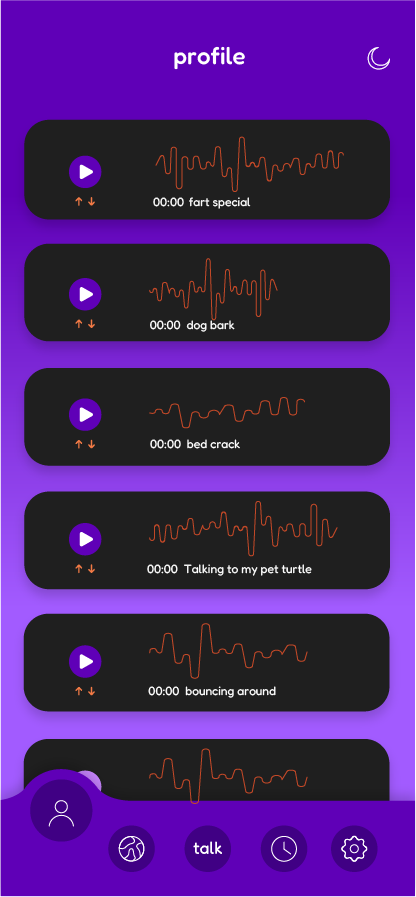 profile
00:00 fart special
00:00 dog bark
00:00 bed crack
00:00 Talking to my pet turtle
00:00 bouncing around
talk